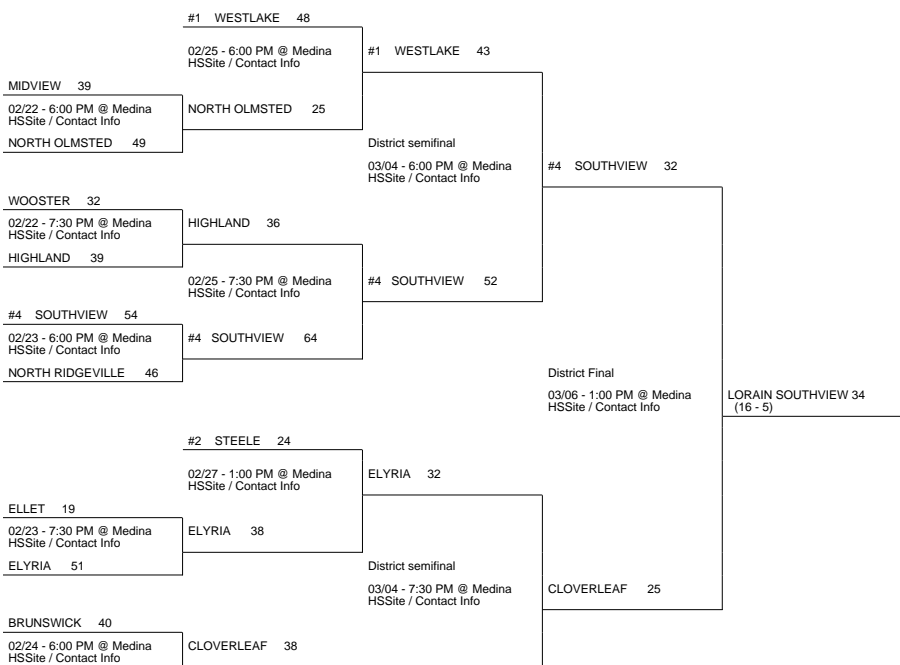 #1 WESTLAKE 48
02/25 - 6:00 PM @ Medina
HSSite / Contact Info
#1 WESTLAKE 43
MIDVIEW 39
02/22 - 6:00 PM @ Medina
HSSite / Contact Info
NORTH OLMSTED 25
NORTH OLMSTED 49
District semifinal
03/04 - 6:00 PM @ Medina
HSSite / Contact Info
#4 SOUTHVIEW 32
WOOSTER 32
02/22 - 7:30 PM @ Medina
HSSite / Contact Info
HIGHLAND 36
HIGHLAND 39
02/25 - 7:30 PM @ Medina
HSSite / Contact Info
#4 SOUTHVIEW 52
#4 SOUTHVIEW 54
02/23 - 6:00 PM @ Medina
HSSite / Contact Info
#4 SOUTHVIEW 64
NORTH RIDGEVILLE 46
District Final
03/06 - 1:00 PM @ Medina
HSSite / Contact Info
LORAIN SOUTHVIEW 34
(16 - 5)
#2 STEELE 24
02/27 - 1:00 PM @ Medina
HSSite / Contact Info
ELYRIA 32
ELLET 19
02/23 - 7:30 PM @ Medina
HSSite / Contact Info
ELYRIA 38
ELYRIA 51
District semifinal
03/04 - 7:30 PM @ Medina
HSSite / Contact Info
CLOVERLEAF 25
BRUNSWICK 40
02/24 - 6:00 PM @ Medina
HSSite / Contact Info
CLOVERLEAF 38